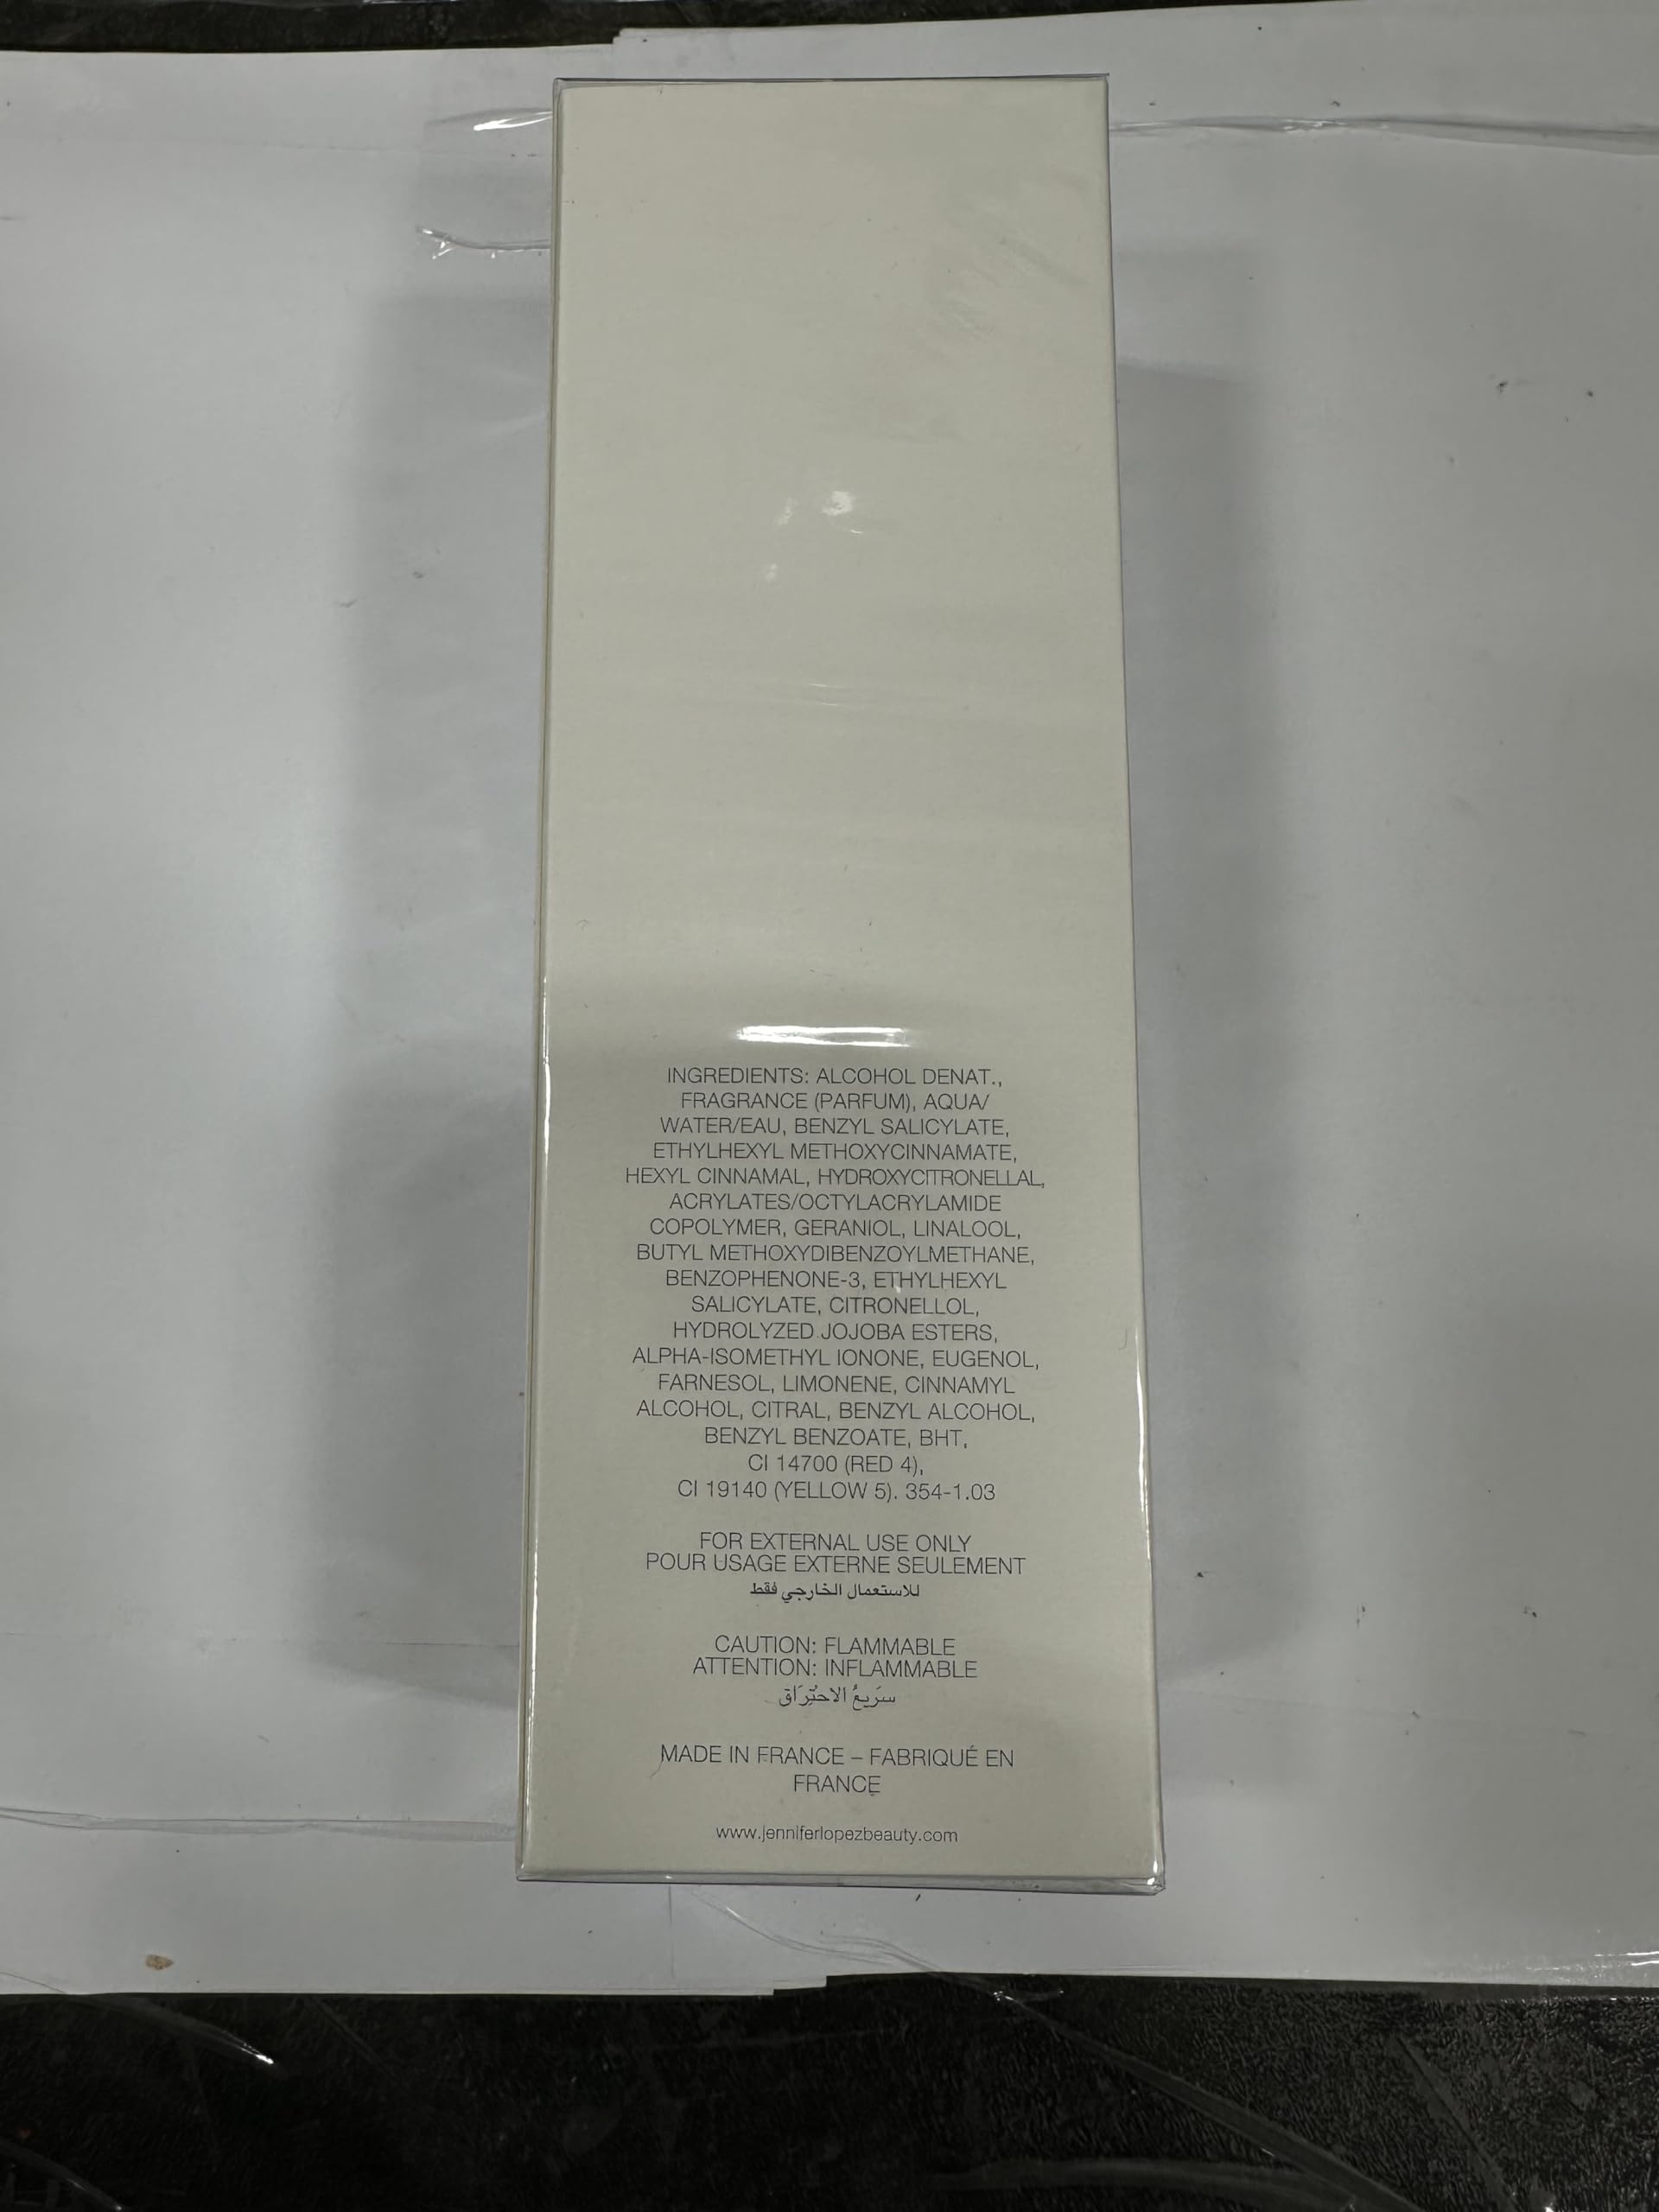 INGREDIENTS: ALCOHOL DENAT.,
FRAGRANCE (PARFUM), AQUA/
WATER/EAU, BENZYL SALICYLATE,
ETHYLHEXYL METHOXYCINNAMATE,
HEXYL CINNAMAL, HYDROXYCITRONELLAL,
ACRYLATES/OCTYLACRYLAMIDE
COPOLYMER, GERANIOL, LINALOOL,
BUTYL METHOXYDIBENZOYLMETHANE,
BENZOPHENONE-3, ETHYLHEXYL
SALICYLATE, CITRONELLOL,
HYDROLYZED JOJOBA ESTERS,
ALPHA-ISOMETHYL IONONE, EUGENOL,
FARNESOL, LIMONENE, CINNAMYL
ALCOHOL, CITRAL, BENZYL ALCOHOL,
BENZYL BENZOATE, BHT,
CI 14700 (RED 4),
CI 19140 (YELLOW 5). 354-1.03
FOR EXTERNAL USE ONLY
POUR USAGE EXTERNE SEULEMENT
للاستعمال الخارجي فقط
CAUTION: FLAMMABLE
ATTENTION: INFLAMMABLE
سَريعُ الاحتِرَاق
MADE IN FRANCE – FABRIQUÉ EN
FRANCE
www.jenniferlopezbeauty.com